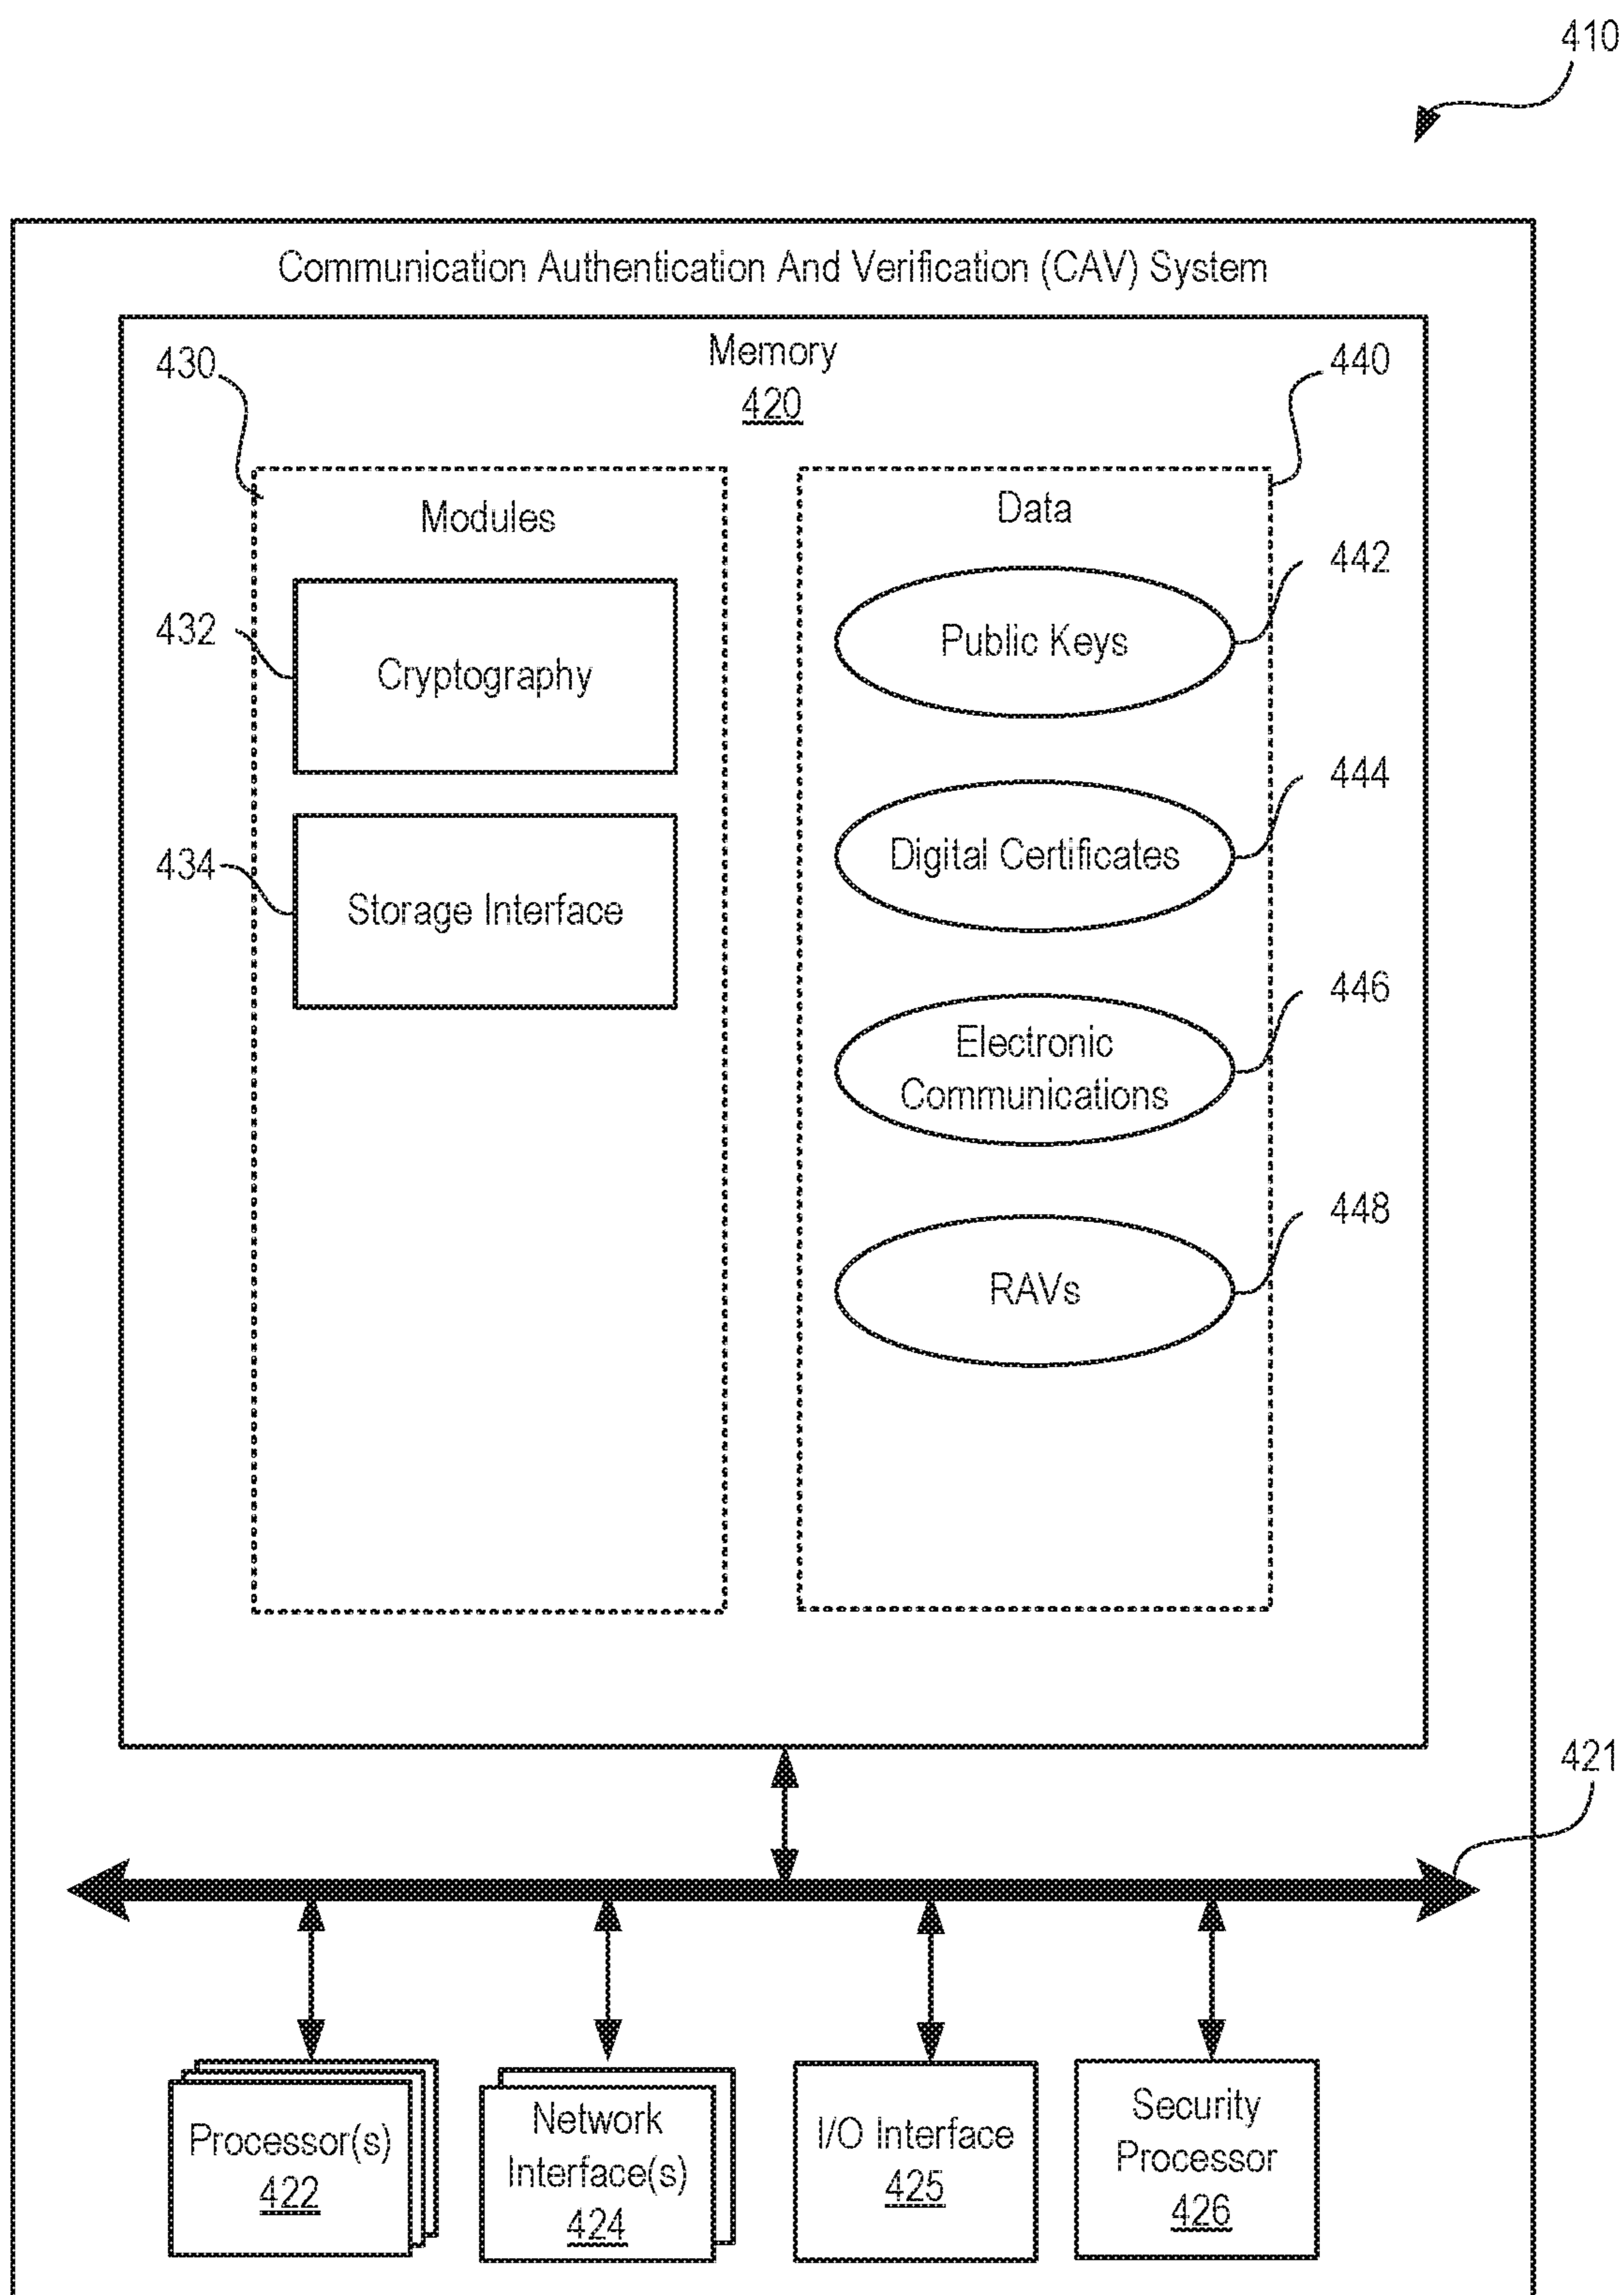 410
Communication Authentication And Verification (CAV) System
Memory
420
430
440
Modules
Data
432
Cryptography
442
Public Keys
434
Storage Interface
444
Digital Certificates
446
Electronic
Communications
448
RAVs
421
Processor(s)
422
Network
Interface(s)
424
I/O Interface
425
Security
Processor
426